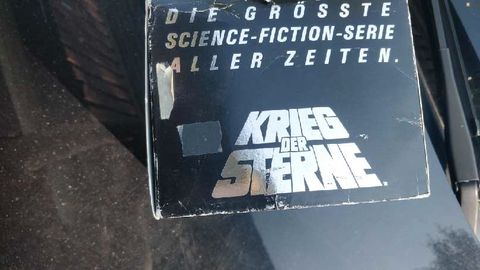 DIE GRÖSSTE
SCIENCE-FICTION-SERIE
ALLER ZEITEN.
KRIEG
DER
STERNE.